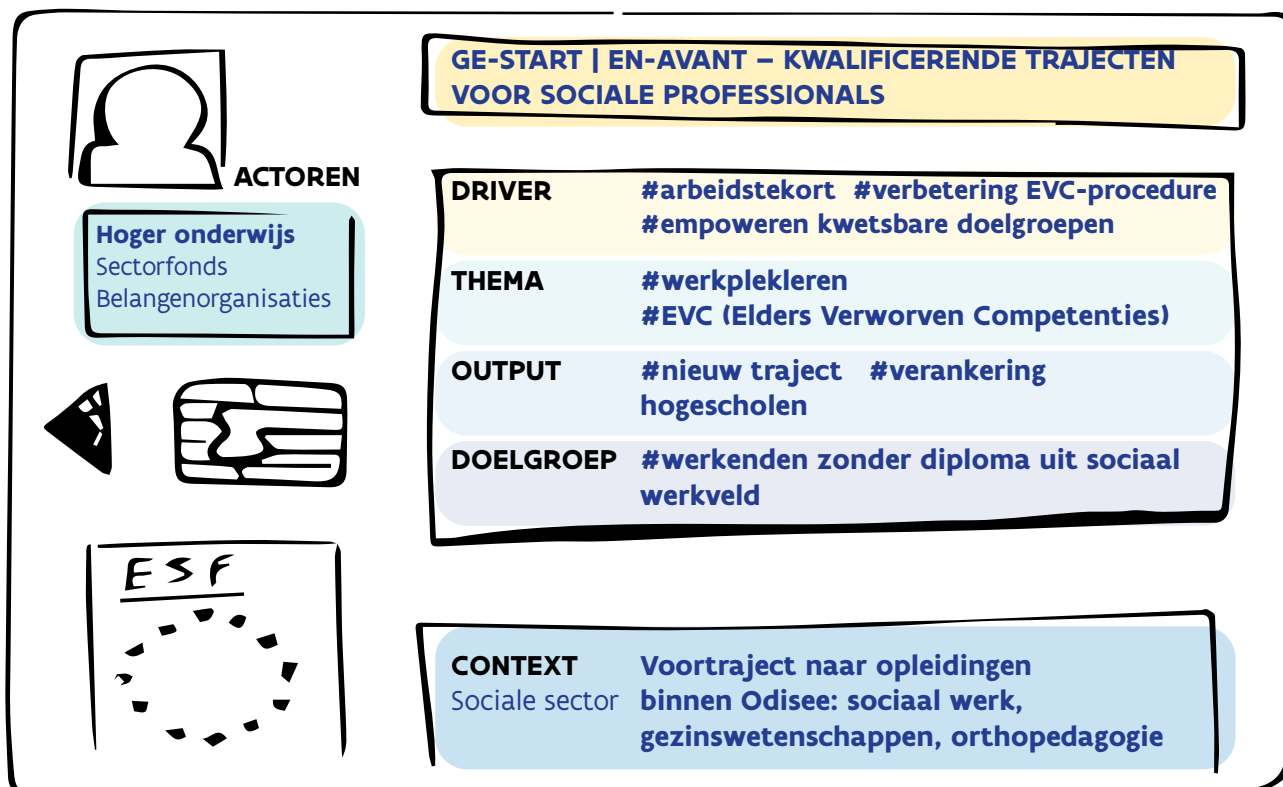 GE-START | EN-AVANT – KWALIFICERENDE TRAJECTEN
VOOR SOCIALE PROFESSIONALS
ACTOREN
Hoger onderwijs
Sectorfonds
Belangenorganisaties
DRIVER #arbeidstekort #verbetering EVC-procedure
#empoweren kwetsbare doelgroepen
THEMA #werkplekleren
#EVC (Elders Verworven Competenties)
OUTPUT #nieuw traject #verankering
hogescholen
DOELGROEP #werkenden zonder diploma uit sociaal
werkveld
ESF
CONTEXT Voortraject naar opleidingen
Sociale sector binnen Odisee: sociaal werk,
gezinswetenschappen, orthopedagogie